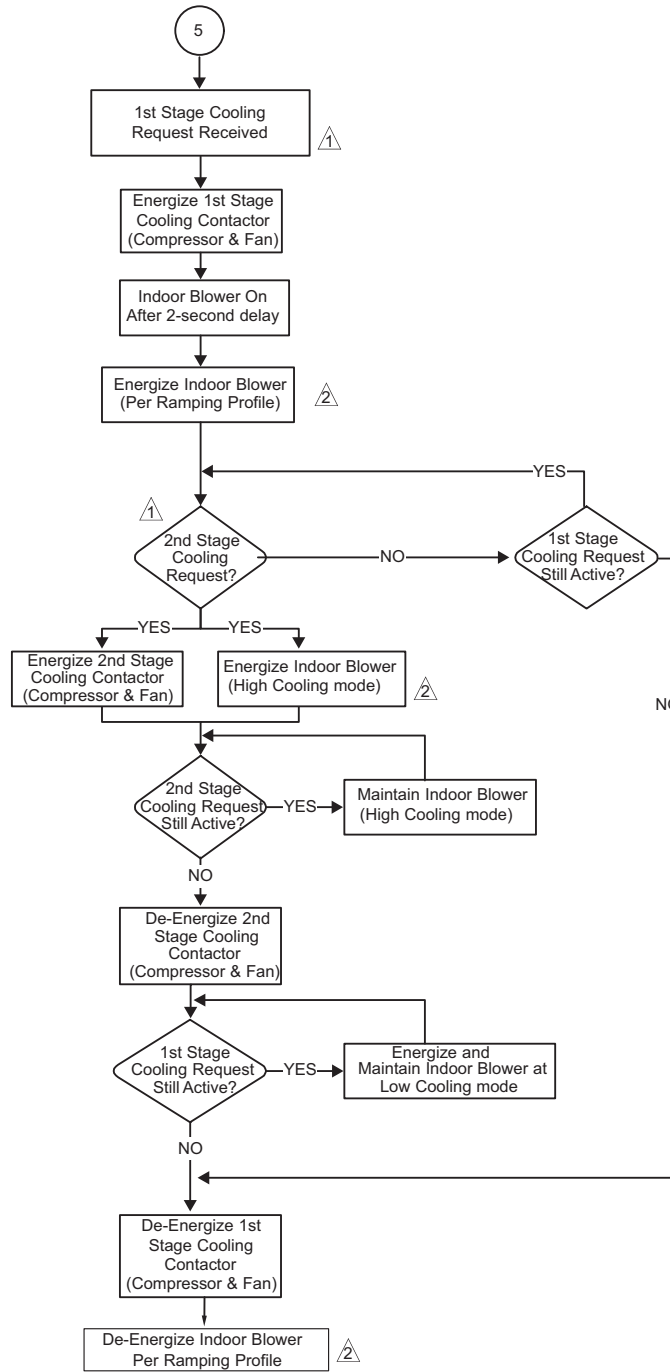 5
1st Stage Cooling
Request Received
1
Energize 1st Stage
Cooling Contactor
(Compressor & Fan)
Indoor Blower On
After 2-second delay
Energize Indoor Blower
(Per Ramping Profile)
2
YES
1
2nd Stage
Cooling
Request?
NO
1st Stage
Cooling Request
Still Active?
YES
YES
Energize 2nd Stage
Cooling Contactor
(Compressor & Fan)
Energize Indoor Blower
(High Cooling mode)
2
NO
2nd Stage
Cooling Request
Still Active?
YES
Maintain Indoor Blower
(High Cooling mode)
NO
De-Energize 2nd
Stage Cooling
Contactor
(Compressor & Fan)
1st Stage
Cooling Request
Still Active?
YES
Energize and
Maintain Indoor Blower at
Low Cooling mode
NO
De-Energize 1st
Stage Cooling
Contactor
(Compressor & Fan)
De-Energize Indoor Blower
Per Ramping Profile
2